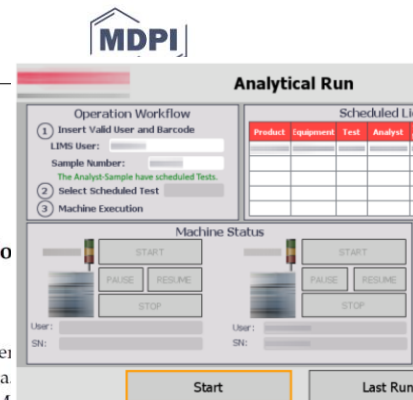 MDPI
Analytical Run
Operation Workflow
1 Insert Valid User and Barcode
LIMS User:
Sample Number:
The Analyst-Sample have scheduled Tests.
2 Select Scheduled Test
3 Machine Execution
Scheduled Li
Product Equipment Test Analyst
Machine Status
START
PAUSE RESUME
STOP
User:
SN:
START
PAUSE RESUME
STOP
User:
SN:
Start
Last Run